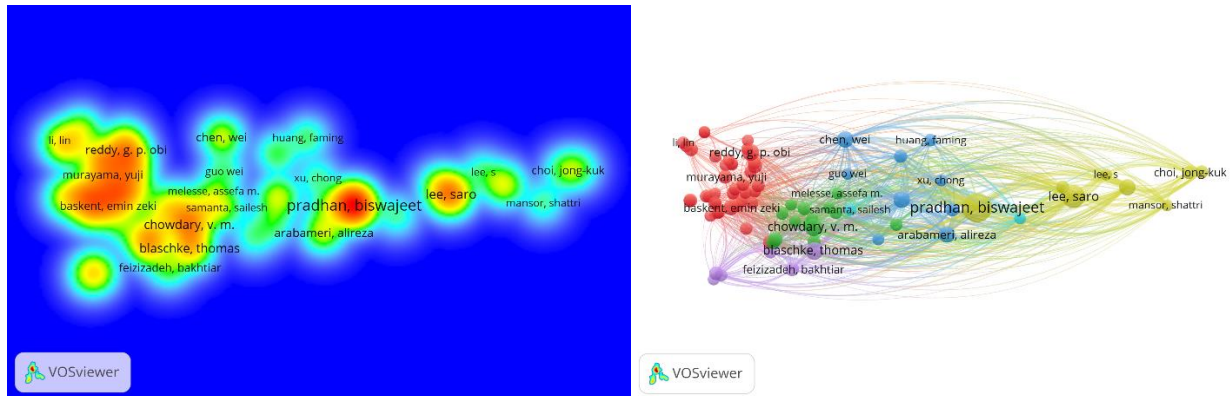 li, lin
reddy, g. p. obi
murayama, yuji
baskent, emin zeki
chen, wei
huang, faming
guo wei
xu, chong
melesse, assefa m.
samanta, sailesh
chowdary, v. m.
pradhan, biswajeet
arabameri, alireza
blaschke, thomas
feizizadeh, bakhtiar
lee, s
lee, saro
choi, jong-kuk
mansor, shattri
VOSviewer
li, lin
reddy, g. p. obi
murayama, yuji
baskent, emin zeki
chen, wei
huang, faming
guo wei
xu, chong
melesse, assefa m.
samanta, sailesh
chowdary, v. m.
pradhan, biswajeet
arabameri, alireza
blaschke, thomas
feizizadeh, bakhtiar
lee, s
lee, saro
choi, jong-kuk
mansor, shattri
VOSviewer